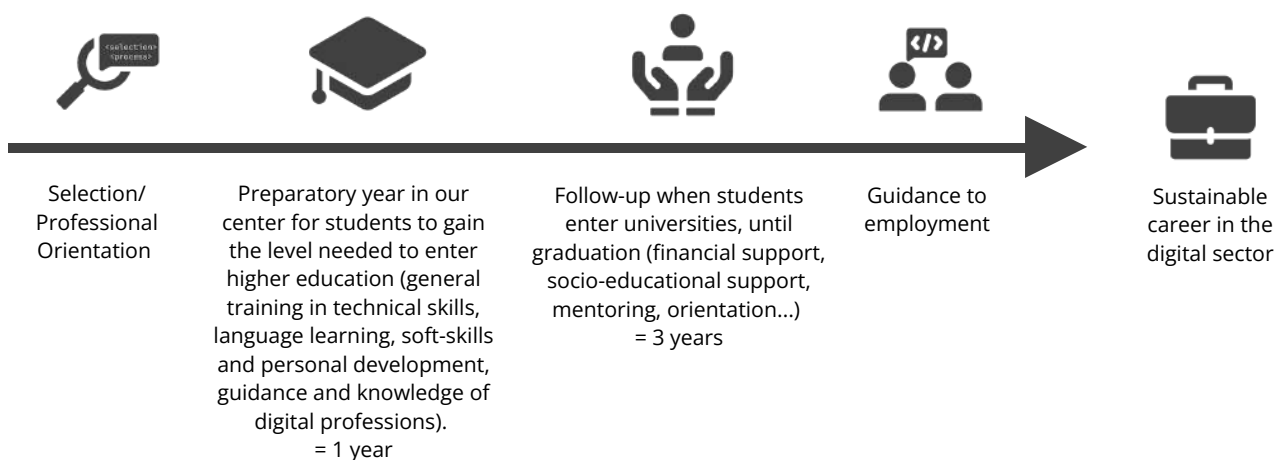 <selection>
<process>
</>
Selection/
Professional
Orientation
Preparatory year in our
center for students to gain
the level needed to enter
higher education (general
training in technical skills,
language learning, soft-skills
and personal development,
guidance and knowledge of
digital professions).
= 1 year
Follow-up when students
enter universities, until
graduation (financial support,
socio-educational support,
mentoring, orientation...)
= 3 years
Guidance to
employment
Sustainable
career in the
digital sector